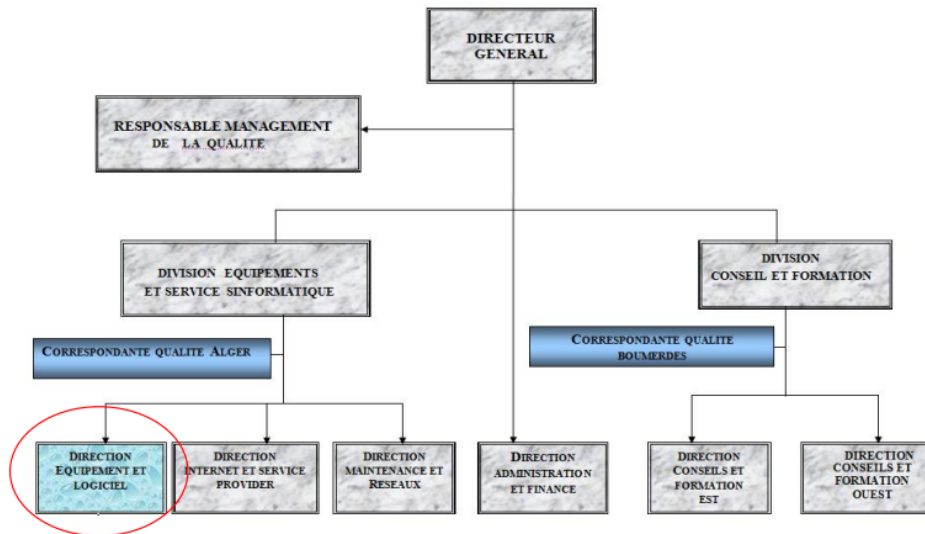 DIRECTEUR
GENERAL
RESPONSABLE MANAGEMENT
DE LA QUALITE
DIVISION EQUIPEMENTS
ET SERVICE SINFORMATIQUE
DIVISION
CONSEIL ET FORMATION
CORRESPONDANTE QUALITE ALGER
CORRESPONDANTE QUALITE
BOUMERDES
DIRECTION
EQUIPEMENT ET
LOGICIEL
DIRECTION
INTERNET ET SERVICE
PROVIDER
DIRECTION
MAINTENANCE ET
RESEAUX
DIRECTION
ADMINISTRATION
ET FINANCE
DIRECTION
CONSEILS ET
FORMATION
EST
DIRECTION
CONSEILS ET
FORMATION
OUEST